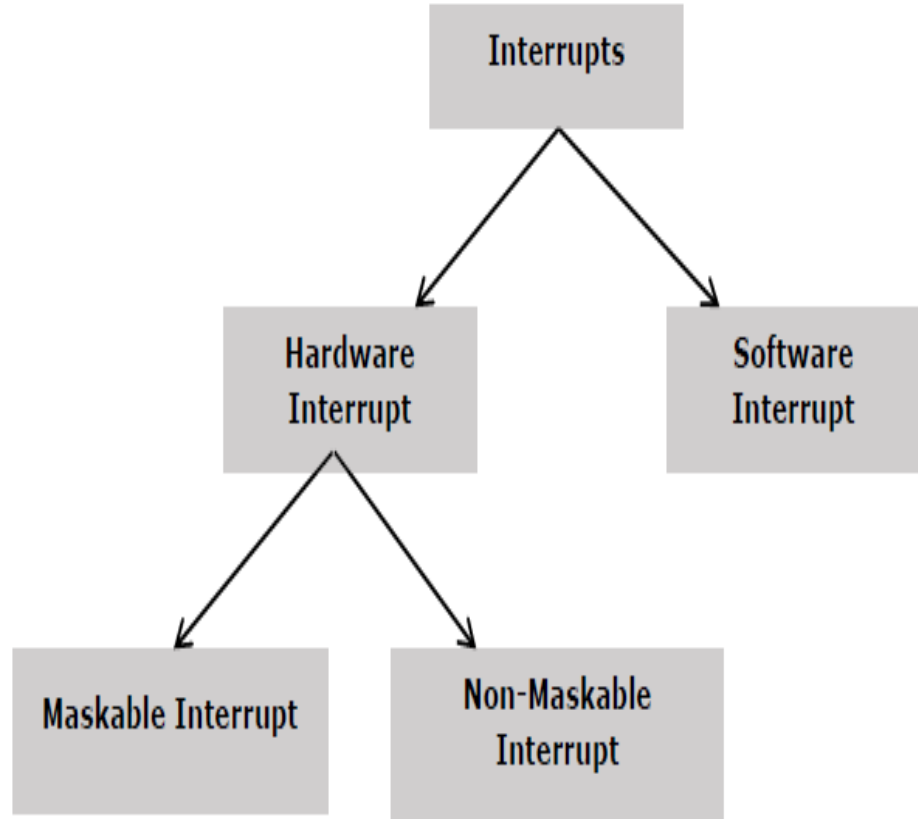 Interrupts
Hardware
Interrupt
Software
Interrupt
Maskable Interrupt
Non-Maskable
Interrupt